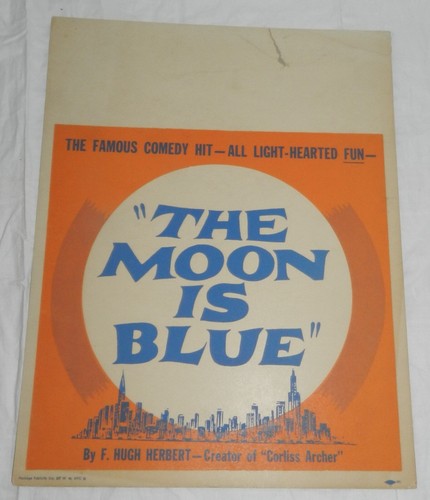 THE FAMOUS COMEDY HIT—ALL LIGHT-HEARTED FUN—
"THE
MOON
IS
BLUE"
By F. HUGH HERBERT—Creator of "Corliss Archer"